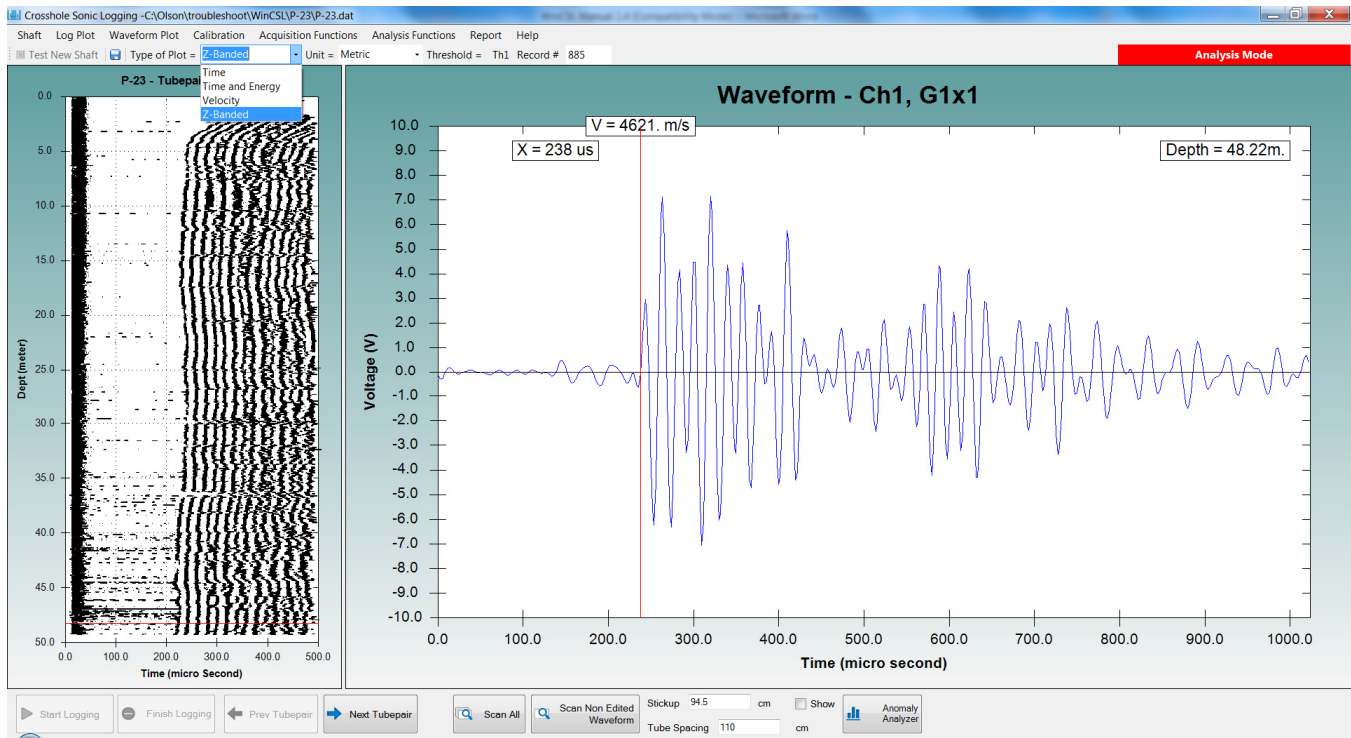 Crosshole Sonic Logging -C:\Olson\troubleshoot\WinCSL\P-23\P-23.dat
Shaft Log Plot Waveform Plot Calibration Acquisition Functions Analysis Functions Report Help
Test New Shaft Type of Plot = Z-Banded Unit = Metric Threshold = Th1 Record # 885 Analysis Mode
Time
Time and Energy
Velocity
Z-Banded
P-23 - Tubepai
0.0
5.0
10.0
15.0
20.0
25.0
30.0
35.0
40.0
45.0
50.0
Dept (meter)
0.0 100.0 200.0 300.0 400.0 500.0
Time (micro Second)
Waveform - Ch1, G1x1
V = 4621. m/s
X = 238 us
Depth = 48.22m.
10.0
9.0
8.0
7.0
6.0
5.0
4.0
3.0
2.0
1.0
0.0
-1.0
-2.0
-3.0
-4.0
-5.0
-6.0
-7.0
-8.0
-9.0
-10.0
Voltage (V)
0.0 100.0 200.0 300.0 400.0 500.0 600.0 700.0 800.0 900.0 1000.0
Time (micro second)
Start Logging
Finish Logging
Prev Tubepair
Next Tubepair
Scan All
Scan Non Edited
Waveform
Stickup 94.5 cm
Tube Spacing 110 cm
Show
Anomaly
Analyzer